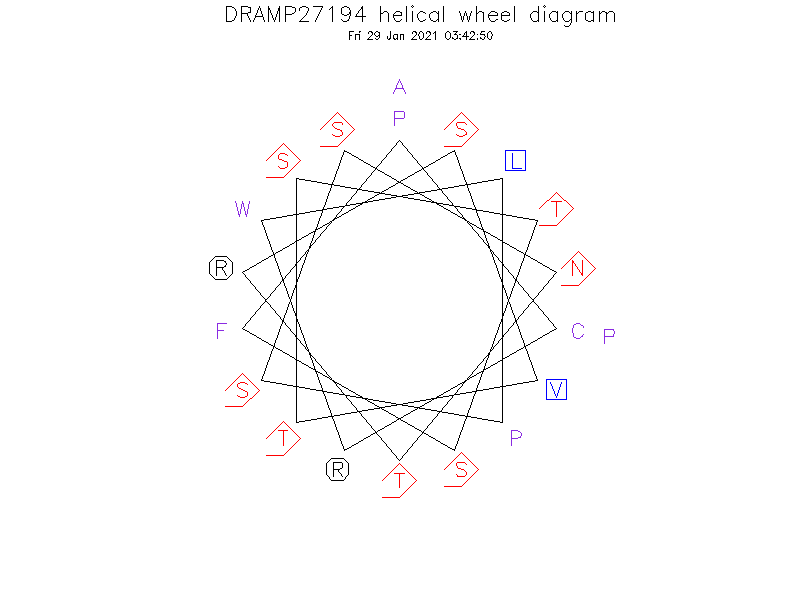 DRAMP27194 helical wheel diagram
Fri 29 Jan 2021 03:42:50
A
S P S
S L
W T
R N
F C P
S V
T P
R T S